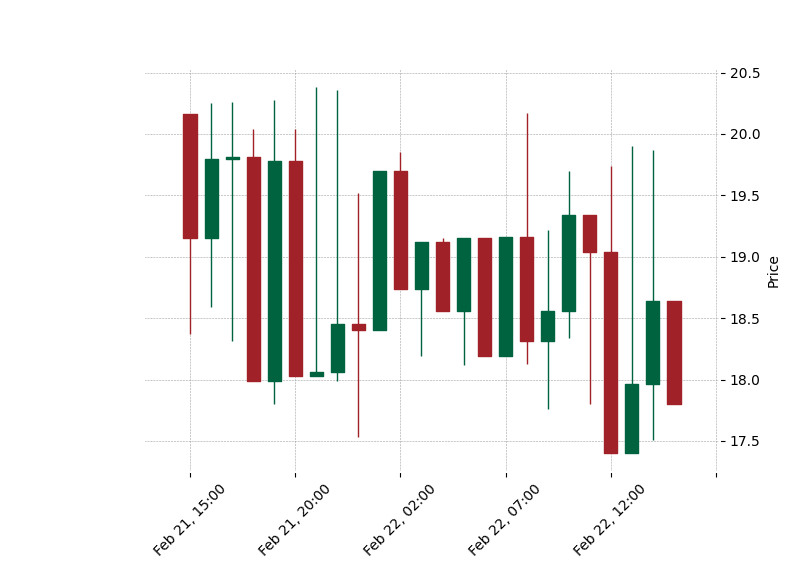 20.5
20.0
19.5
19.0
18.5
18.0
17.5
Price
Feb 21, 15:00
Feb 21, 20:00
Feb 22, 02:00
Feb 22, 07:00
Feb 22, 12:00